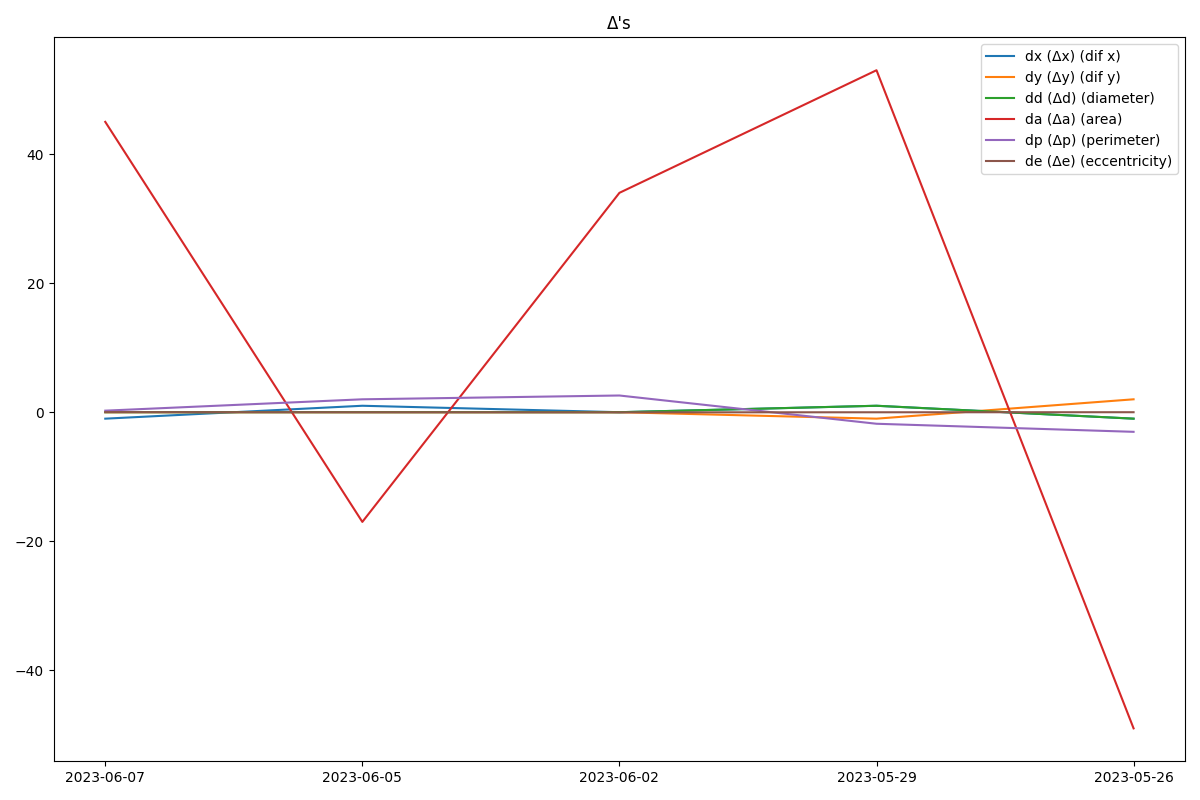 Δ's
dx (Δx) (dif x)
dy (Δy) (dif y)
dd (Δd) (diameter)
da (Δa) (area)
dp (Δp) (perimeter)
de (Δe) (eccentricity)
40
20
0
−20
−40
2023-06-07 2023-06-05 2023-06-02 2023-05-29 2023-05-26